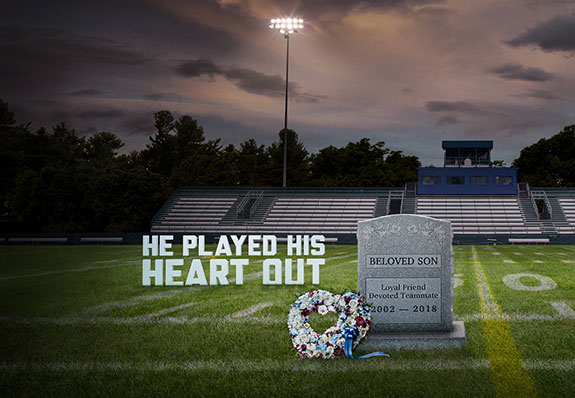 HE PLAYED HIS
HEART OUT
BELOVED SON
Loyal Friend
Devoted Teammate
2002 — 2018